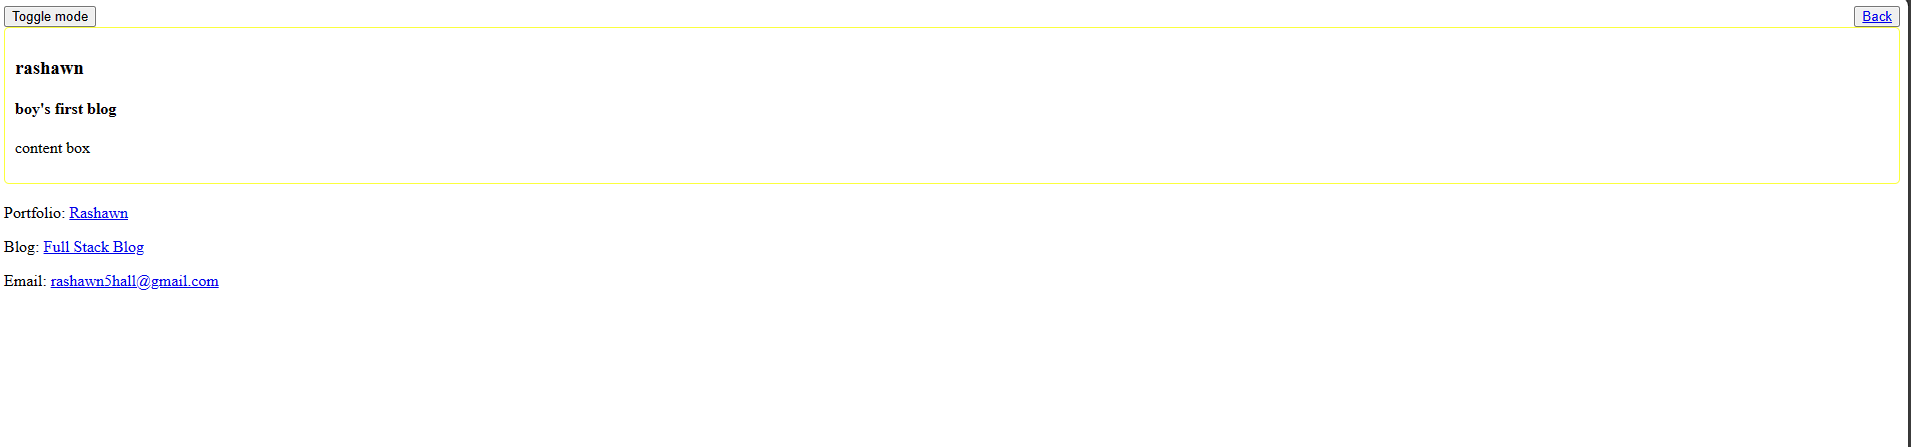 Toggle mode Back
rashawn
boy's first blog
content box
Portfolio: Rashawn
Blog: Full Stack Blog
Email: rashawn5hall@gmail.com